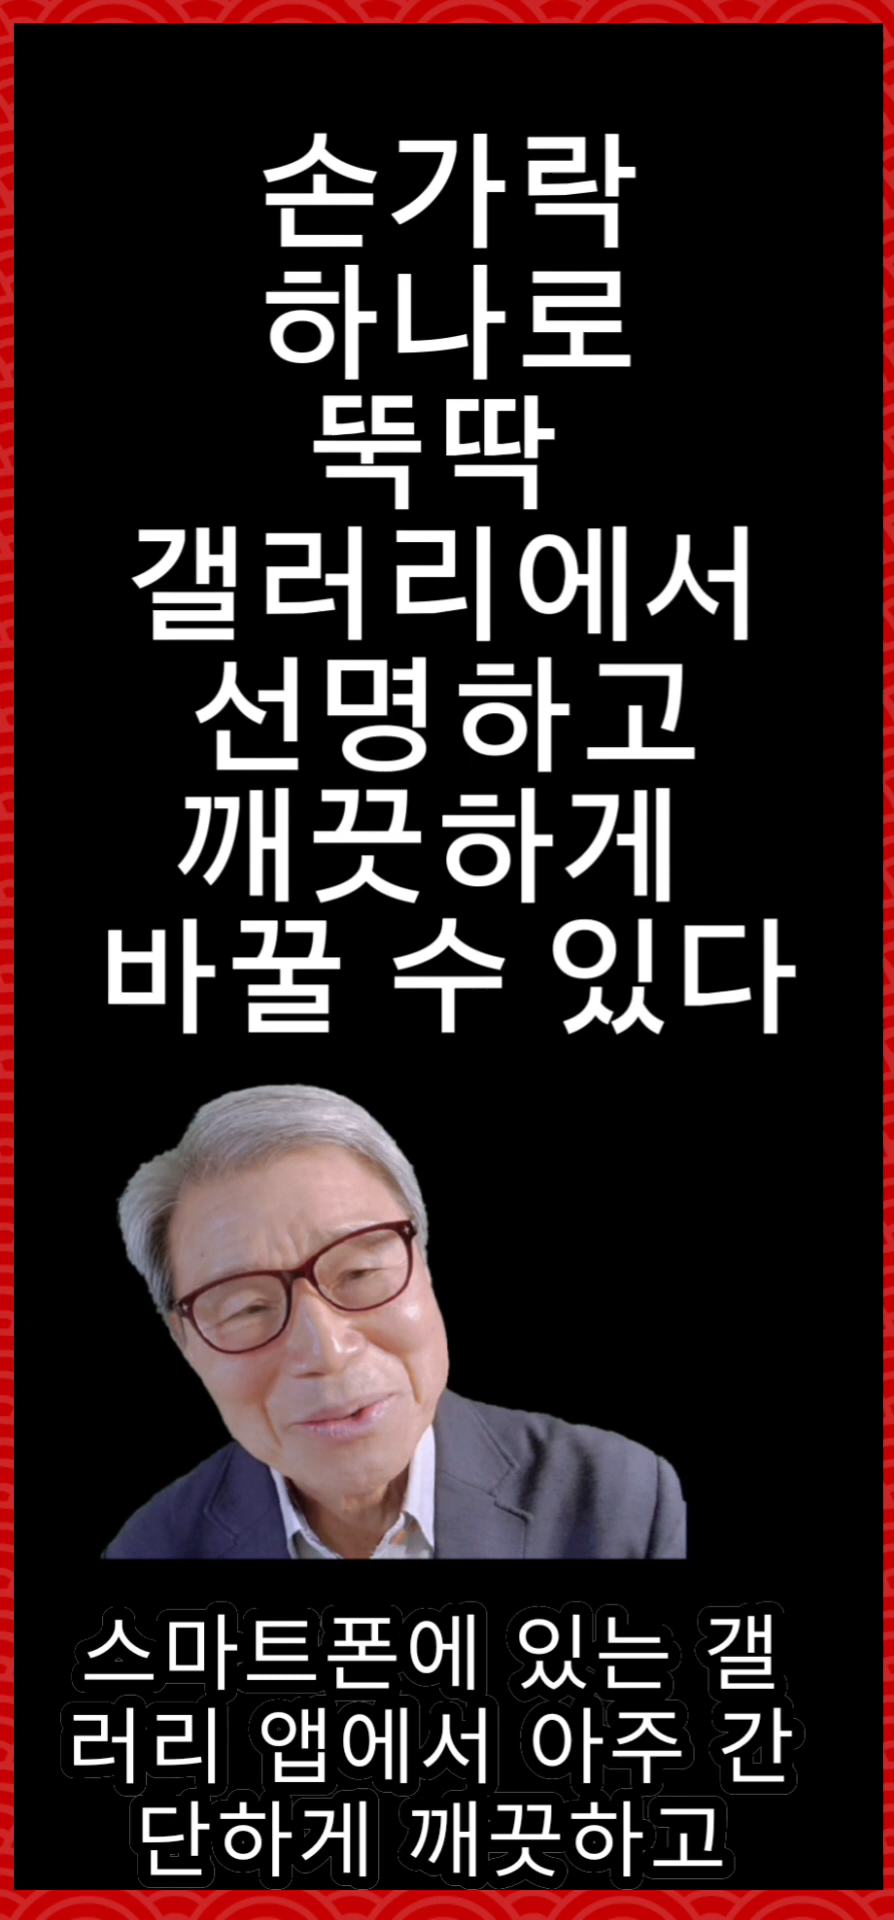 손가락
하나로
뚝딱
갤러리에서
선명하고
깨끗하게
바꿀 수 있다
스마트폰에 있는 갤
러리 앱에서 아주 간
단하게 깨끗하고